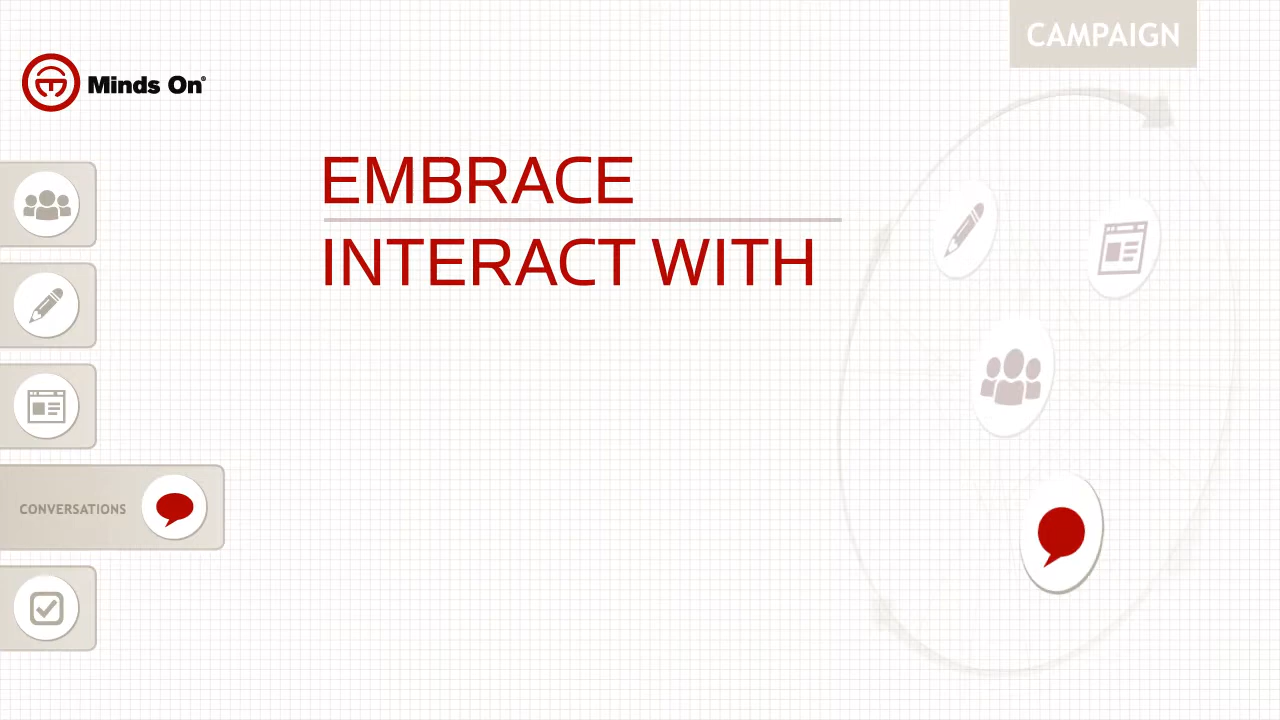 CAMPAIGN
Minds On®
EMBRACE
INTERACT WITH
CONVERSATIONS